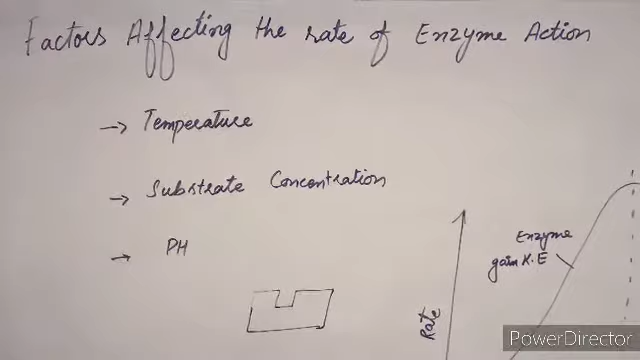 Factors Affecting the rate of Enzyme Action
→ Temperature
→ Substrate Concentration
→ PH
Enzyme
gain K.E
Rate
PowerDirector